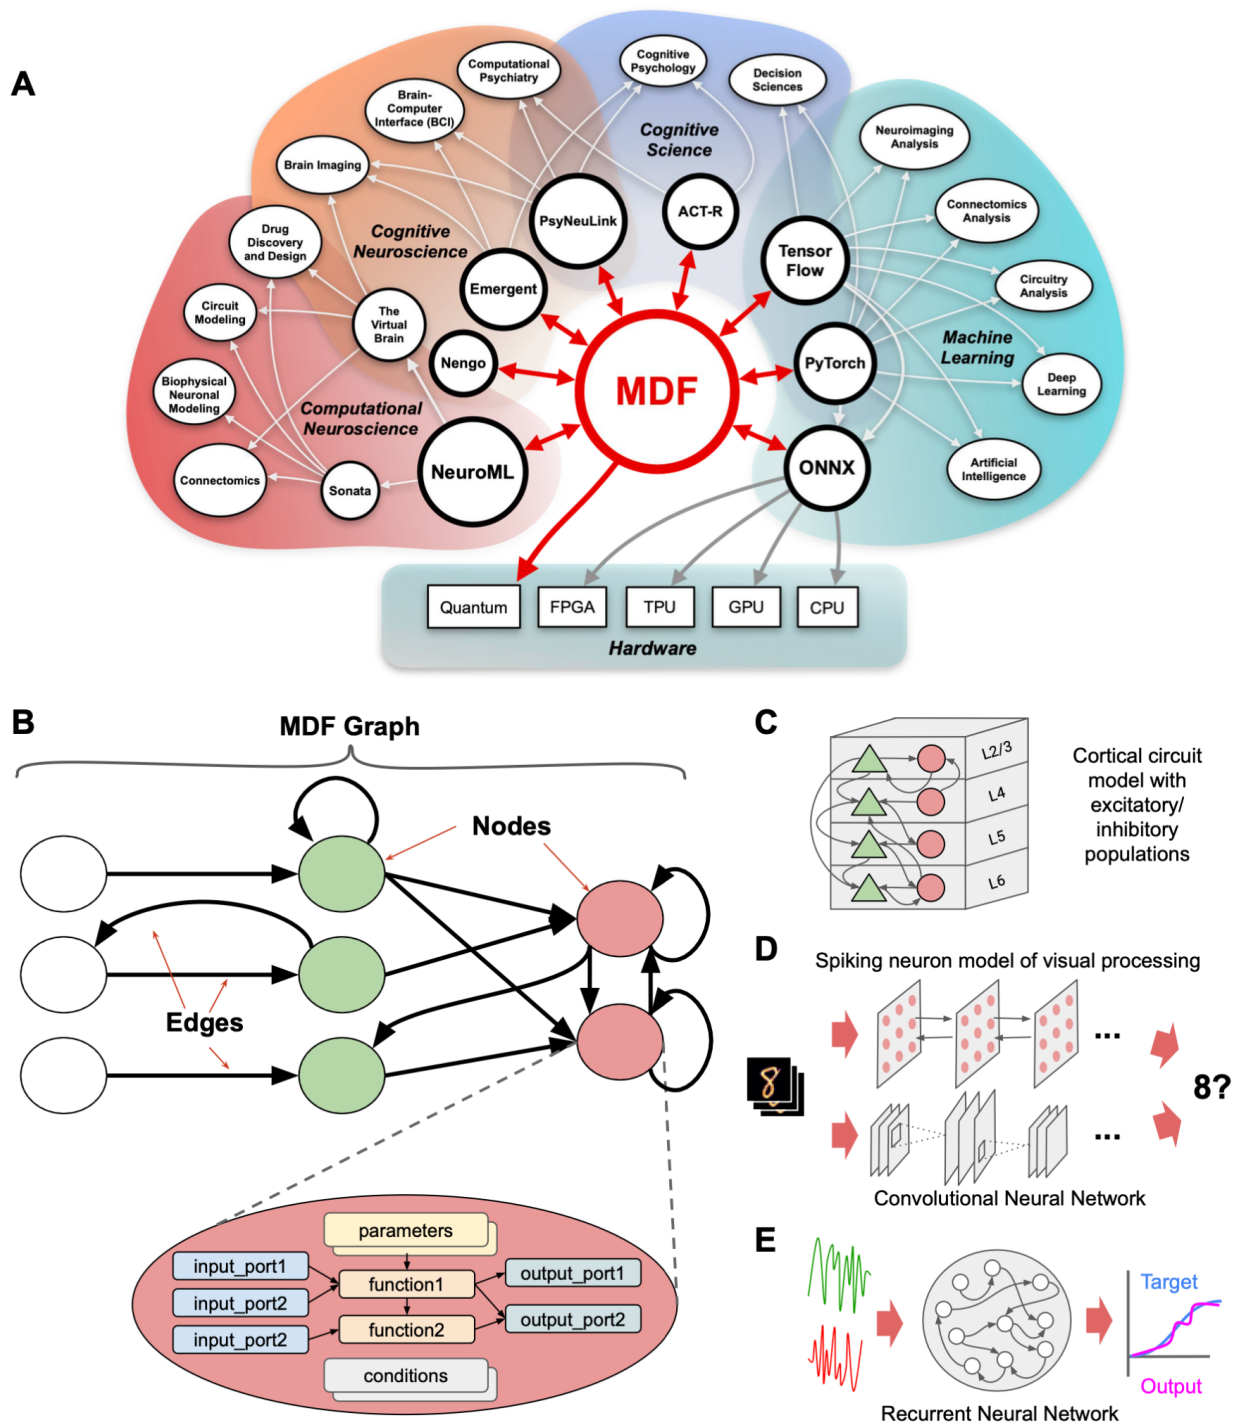 A
Computational
Psychiatry
Cognitive
Psychology
Decision
Sciences
Brain-
Computer
Interface (BCI)
Neuroimaging
Analysis
Cognitive
Science
Brain Imaging
Connectomics
Analysis
PsyNeuLink
ACT-R
Drug
Discovery
and Design
Cognitive
Neuroscience
Tensor
Flow
Circuitry
Analysis
Emergent
Circuit
Modeling
The
Virtual
Brain
Nengo
MDF
PyTorch
Machine
Learning
Deep
Learning
Biophysical
Neuronal
Modeling
Computational
Neuroscience
Connectomics
Sonata
NeuroML
ONNX
Artificial
Intelligence
Quantum
FPGA
TPU
GPU
CPU
Hardware
B
MDF Graph
Nodes
Edges
parameters
input_port1
function1
output_port1
input_port2
function2
output_port2
input_port2
conditions
C
L2/3
L4
L5
L6
Cortical circuit
model with
excitatory/
inhibitory
populations
D
Spiking neuron model of visual processing
...
8
8?
...
Convolutional Neural Network
E
Target
Output
Recurrent Neural Network